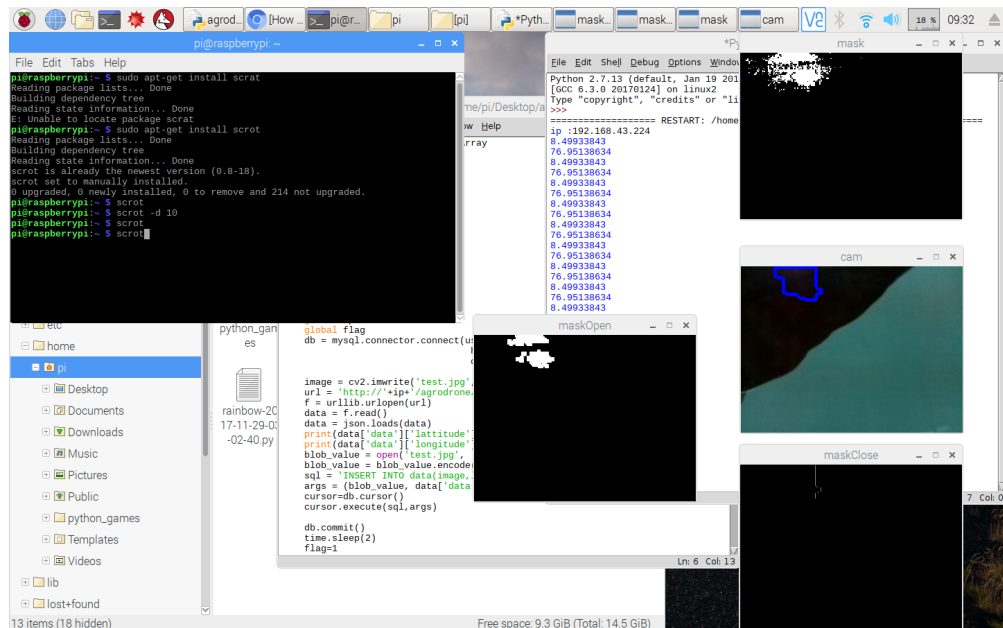 agrod...
[How ...
pi@r...
pi
[pi]
*Pyth...
mask...
mask...
mask
cam
18 %
09:32
pi@raspberrypi: ~
File Edit Tabs Help
pi@raspberrypi:~ $ sudo apt-get install scrat
Reading package lists... Done
Building dependency tree
Reading state information... Done
E: Unable to locate package scrat
pi@raspberrypi:~ $ sudo apt-get install scrot
Reading package lists... Done
Building dependency tree
Reading state information... Done
scrot is already the newest version (0.8-18).
scrot set to manually installed.
0 upgraded, 0 newly installed, 0 to remove and 214 not upgraded.
pi@raspberrypi:~ $ scrot
pi@raspberrypi:~ $ scrot -d 10
pi@raspberrypi:~ $ scrot
pi@raspberrypi:~ $ scrot
me/pi/Desktop/a
ow Help
rray
*Py
File Edit Shell Debug Options Window
Python 2.7.13 (default, Jan 19 201
[GCC 6.3.0 20170124] on linux2
Type "copyright", "credits" or "li
>>>
=================== RESTART: /home ====
ip :192.168.43.224
8.49933843
76.95138634
8.49933843
76.95138634
8.49933843
76.95138634
8.49933843
76.95138634
8.49933843
76.95138634
8.49933843
76.95138634
8.49933843
76.95138634
8.49933843
76.95138634
8.49933843
mask
cam
maskOpen
maskClose
7 Col: 0
etc
home
pi
Desktop
Documents
Downloads
Music
Pictures
Public
python_games
Templates
Videos
lib
lost+found
python_gam
es
rainbow-20
17-11-29-03
-02-40.py
global flag
db = mysql.connector.connect(us
image = cv2.imwrite('test.jpg',
url = 'http://'+ip+'/agrodrone/
f = urllib.urlopen(url)
data = f.read()
data = json.loads(data)
print(data['data']['lattitude'
print(data['data']['longitude'
blob_value = open('test.jpg',
blob_value = blob_value.encode
sql = 'INSERT INTO data(image,
args = (blob_value, data['data
cursor=db.cursor()
cursor.execute(sql,args)
db.commit()
time.sleep(2)
flag=1
Ln: 6 Col: 13
13 items (18 hidden)
Free space: 9.3 GiB (Total: 14.5 GiB)